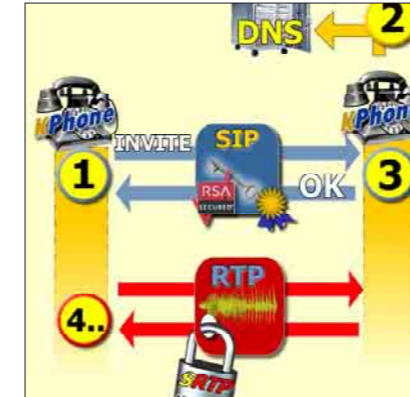 2
DNS
KPhone
KPhone
INVITE
SIP
1
RSA
SECURED
OK
3
RTP
4..
SRTP